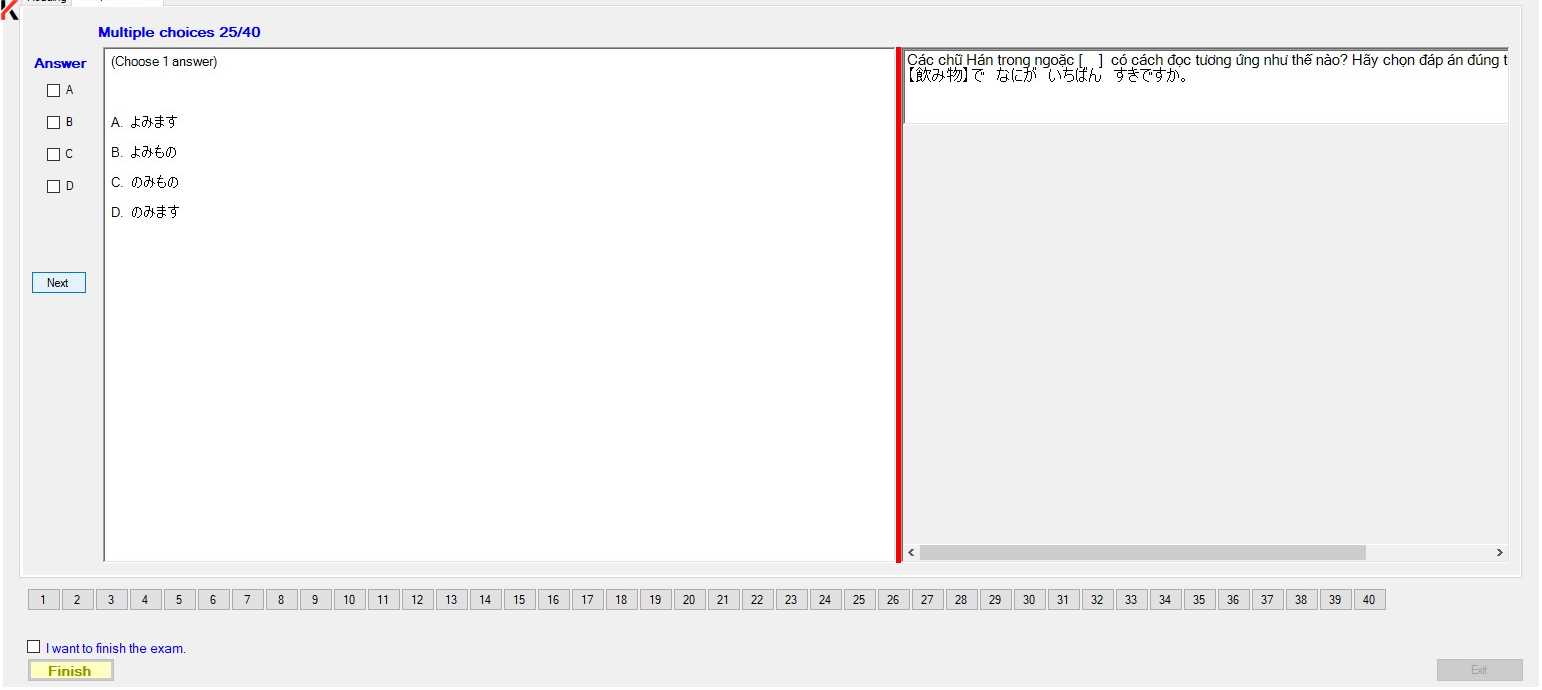 Multiple choices 25/40
Answer
A
B
C
D
Next
(Choose 1 answer)
A. よみます
B. よみもの
C. のみもの
D. のみます
Các chữ Hán trong ngoặc [ ] có cách đọc tương ứng như thế nào? Hãy chọn đáp án đúng t
【飲み物】で なにが いちばん すきですか。
1 2 3 4 5 6 7 8 9 10 11 12 13 14 15 16 17 18 19 20 21 22 23 24 25 26 27 28 29 30 31 32 33 34 35 36 37 38 39 40
I want to finish the exam.
Finish
Exit